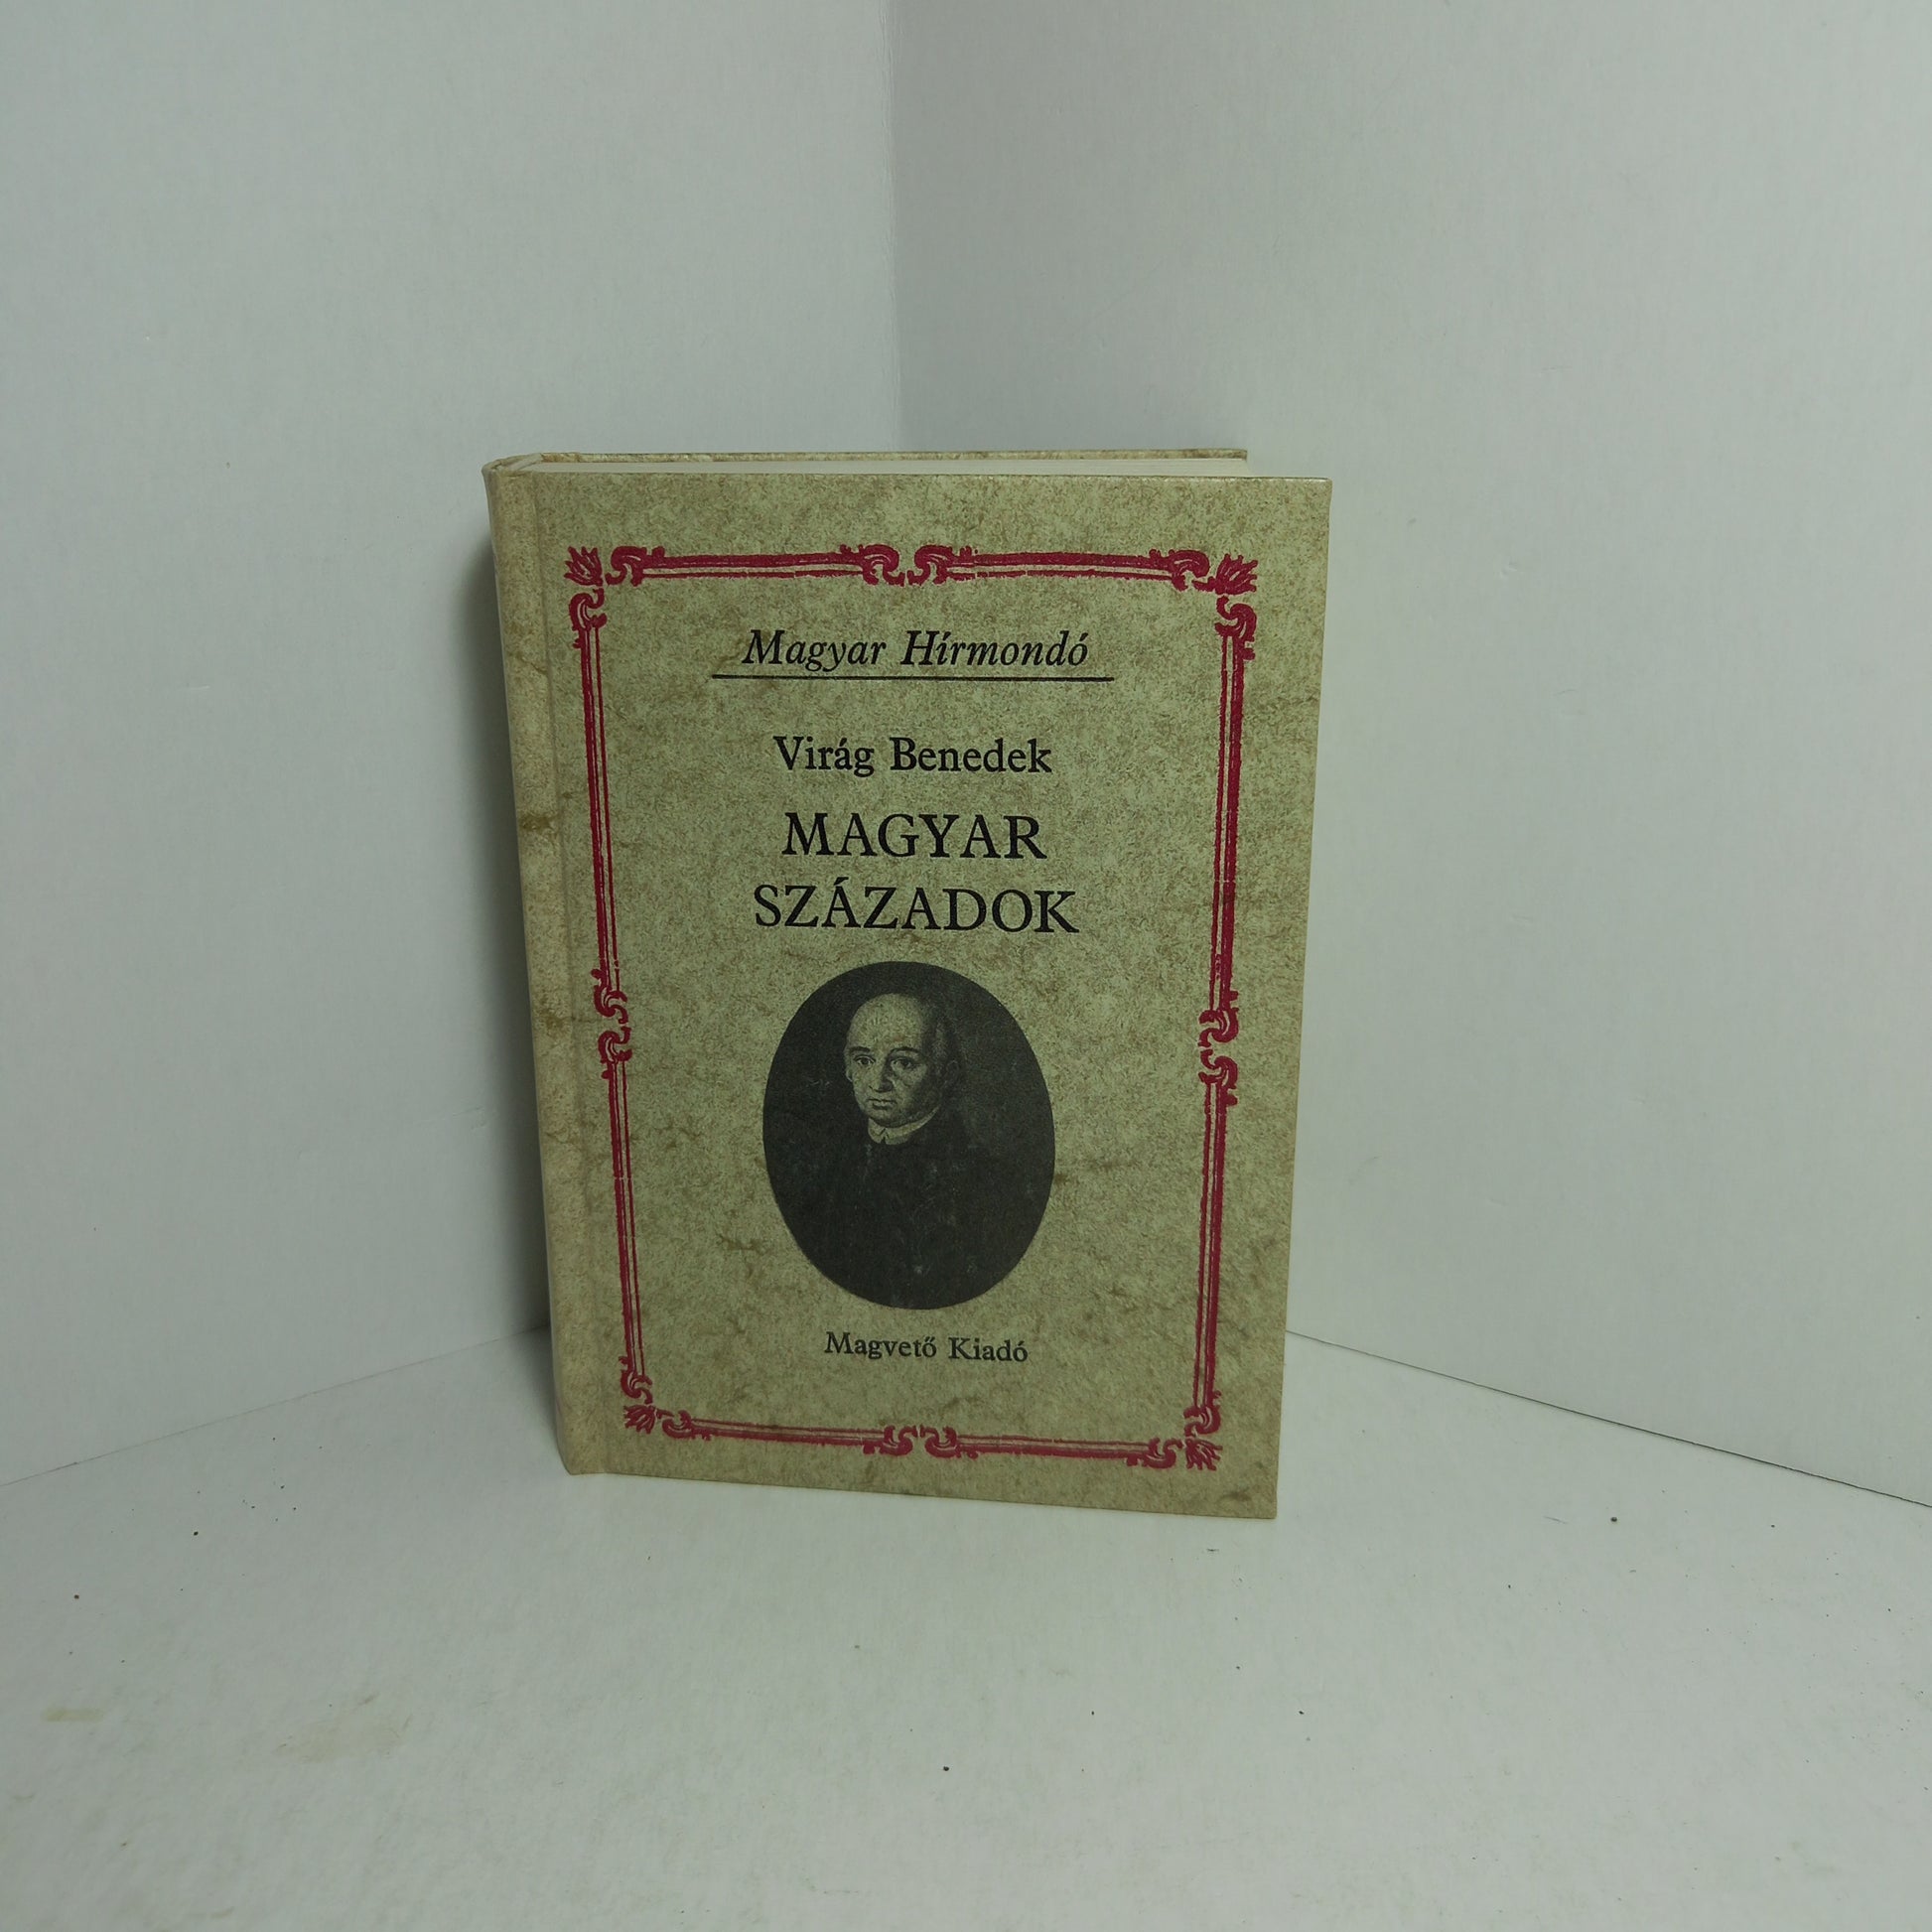 Magyar Hírmondó
Virág Benedek
MAGYAR
SZÁZADOK
Magvető Kiadó